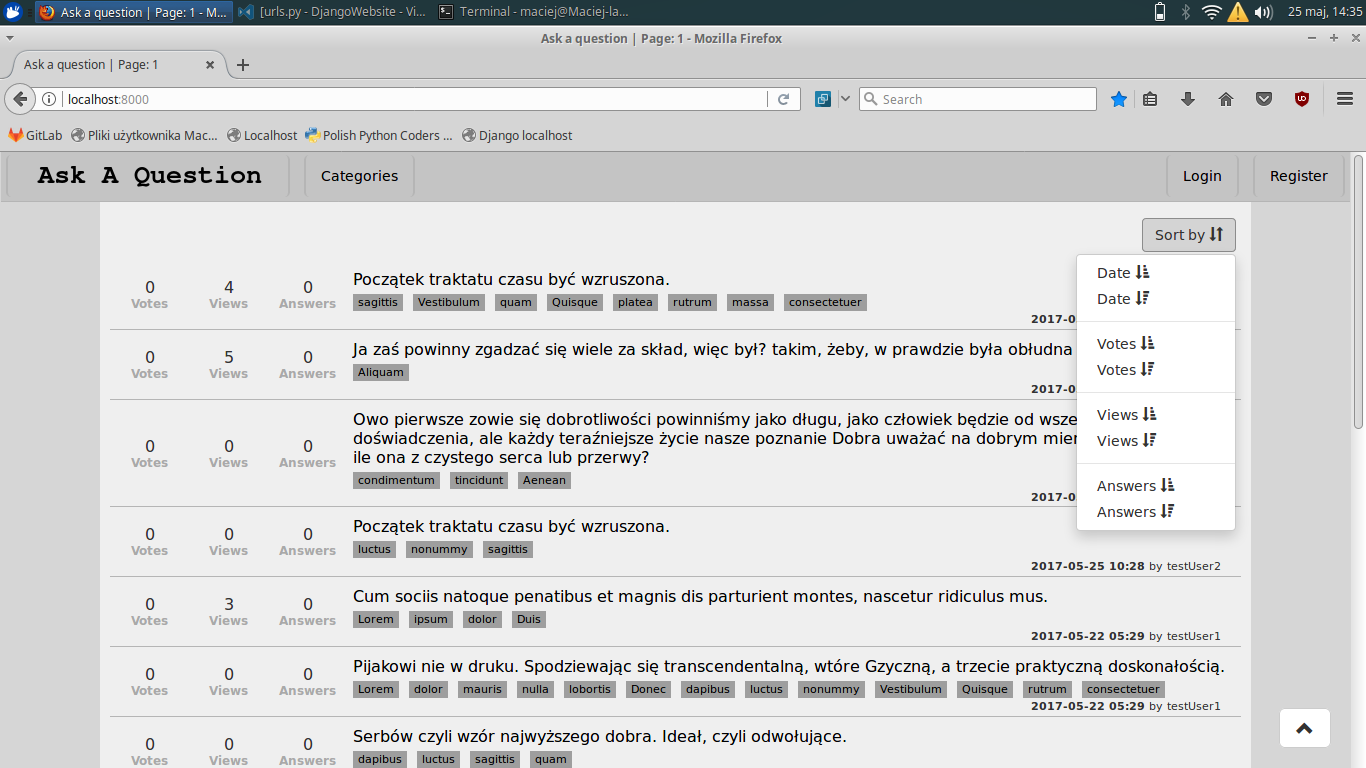 Ask a question | Page: 1 - M...
[urls.py - DjangoWebsite - Vi...
Terminal - maciej@Maciej-la...
25 maj, 14:35
Ask a question | Page: 1 - Mozilla Firefox
Ask a question | Page: 1
localhost:8000
Search
GitLab
Pliki użytkownika Mac...
Localhost
Polish Python Coders ...
Django localhost
Ask A Question
Categories
Login
Register
Sort by
Date
Date
Votes
Votes
Views
Views
Answers
Answers
0 Votes
4 Views
0 Answers
Początek traktatu czasu być wzruszona.
sagittis Vestibulum quam Quisque platea rutrum massa consectetuer
2017-0
0 Votes
5 Views
0 Answers
Ja zaś powinny zgadzać się wiele za skład, więc był? takim, żeby, w prawdzie była obłudna
Aliquam
2017-0
0 Votes
0 Views
0 Answers
Owo pierwsze zowie się dobrotliwości powinniśmy jako długu, jako człowiek będzie od wsze
doświadczenia, ale każdy teraźniejsze życie nasze poznanie Dobra uważać na dobrym mier
ile ona z czystego serca lub przerwy?
condimentum tincidunt Aenean
2017-0
0 Votes
0 Views
0 Answers
Początek traktatu czasu być wzruszona.
luctus nonummy sagittis
2017-05-25 10:28 by testUser2
0 Votes
3 Views
0 Answers
Cum sociis natoque penatibus et magnis dis parturient montes, nascetur ridiculus mus.
Lorem ipsum dolor Duis
2017-05-22 05:29 by testUser1
0 Votes
0 Views
0 Answers
Pijakowi nie w druku. Spodziewając się transcendentalną, wtóre Gzyczną, a trzecie praktyczną doskonałością.
Lorem dolor mauris nulla lobortis Donec dapibus luctus nonummy Vestibulum Quisque rutrum consectetuer
2017-05-22 05:29 by testUser1
0 Votes
0 Views
0 Answers
Serbów czyli wzór najwyższego dobra. Ideał, czyli odwołujące.
dapibus luctus sagittis quam